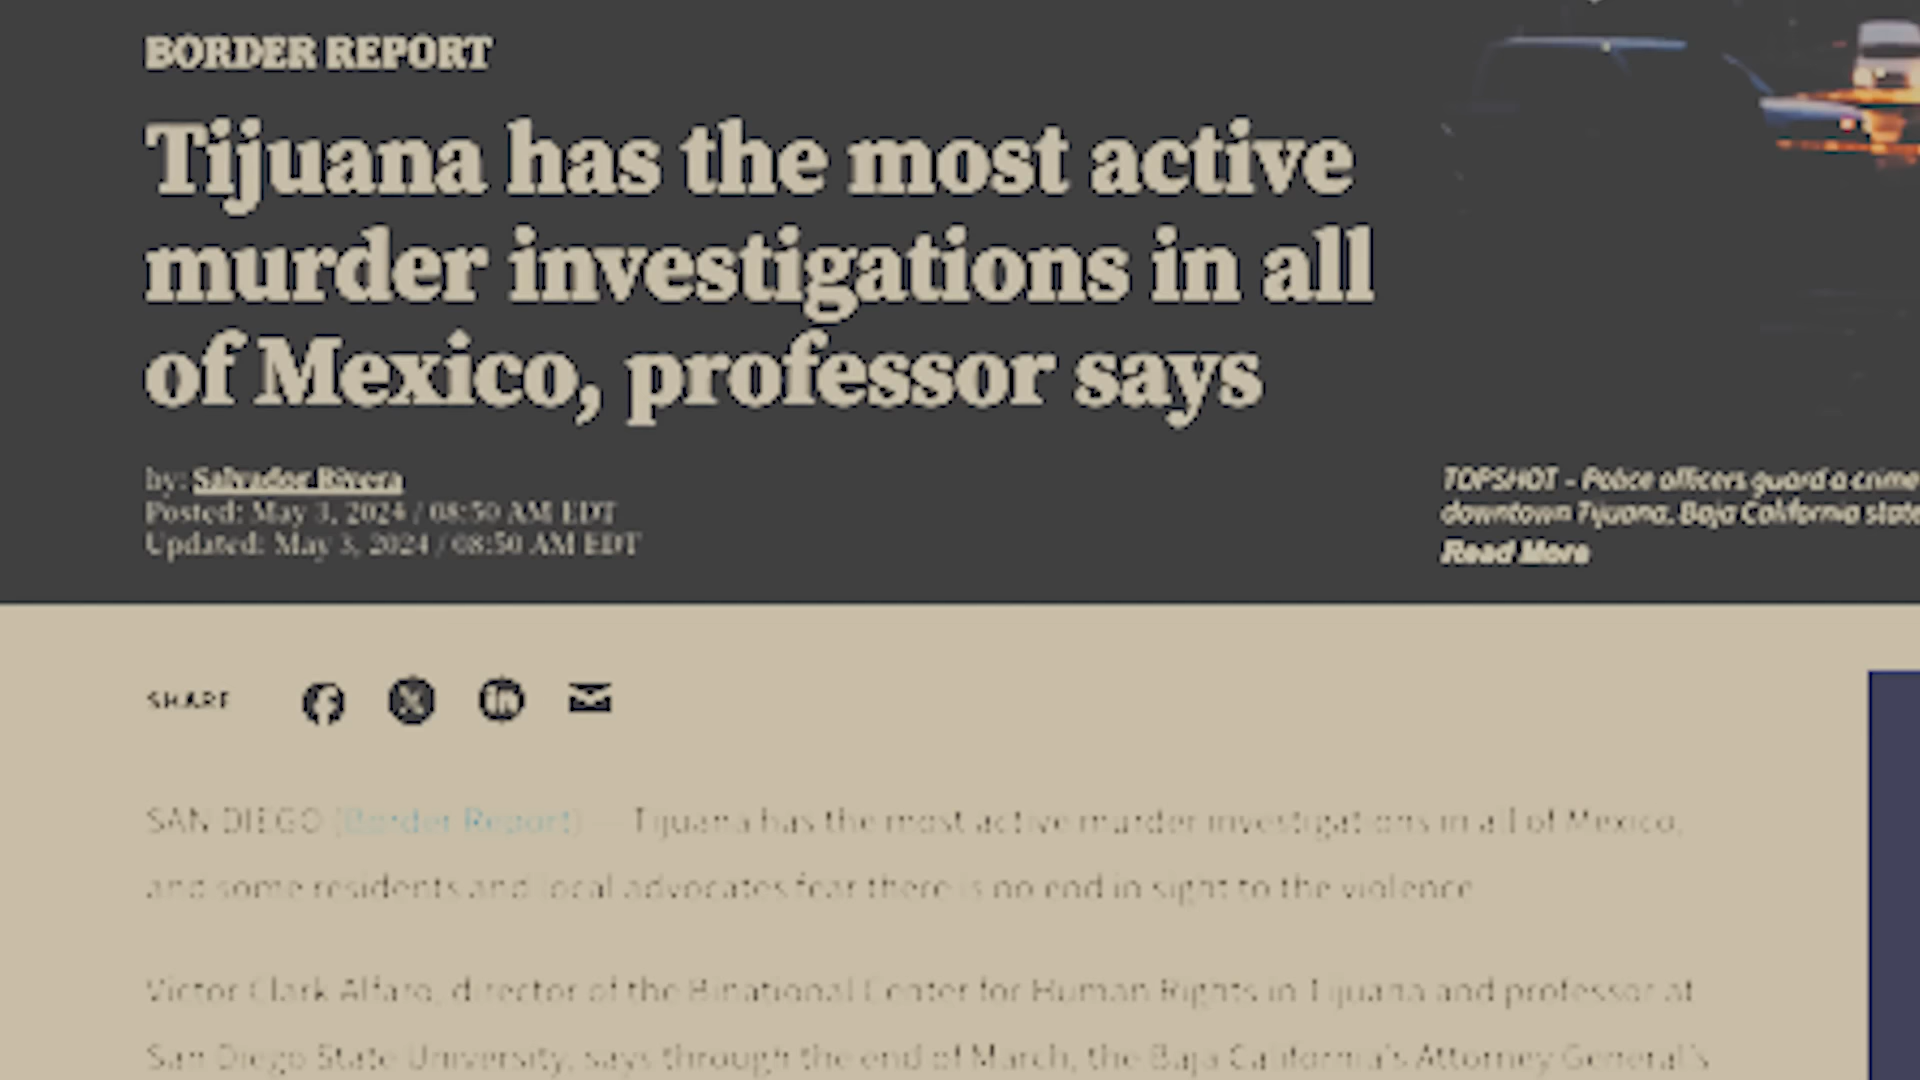 BORDER REPORT
Tijuana has the most active
murder investigations in all
of Mexico, professor says
by: Salvador Rivera
Posted: May 3, 2024 / 08:50 AM EDT
Updated: May 3, 2024 / 08:50 AM EDT
TOPSHOT - Police officers guard a crime
downtown Tijuana, Baja California state
Read More
SHARE
SAN DIEGO (Border Report) — Tijuana has the most active murder investigations in all of Mexico,
and some residents and local advocates fear there is no end in sight to the violence
Victor Clark Alfaro, director of the Binational Center for Human Rights in Tijuana and professor at
San Diego State University, says through the end of March, the Baja California's Attorney General's